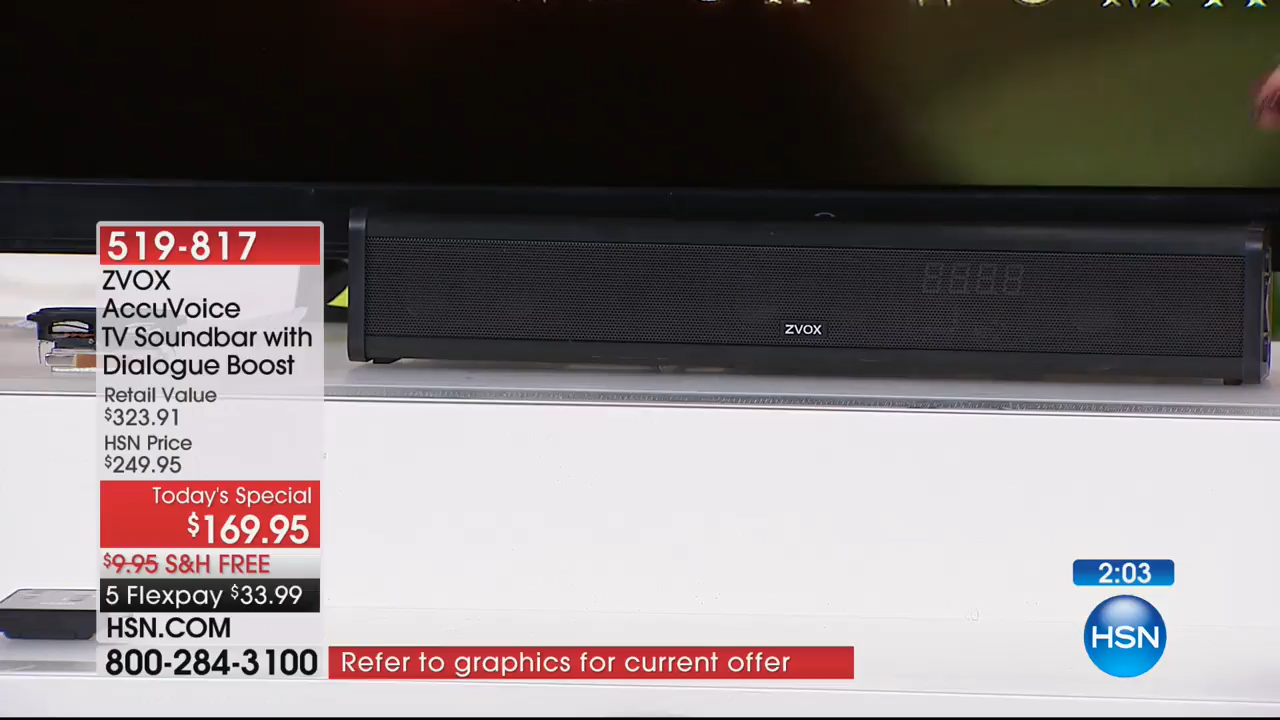 519-817
ZVOX
AccuVoice
TV Soundbar with
Dialogue Boost
Retail Value
$323.91
HSN Price
$249.95
Today's Special
$169.95
$9.95 S&H FREE
5 Flexpay $33.99
HSN.COM
800-284-3100
Refer to graphics for current offer
ZVOX
2:03
HSN